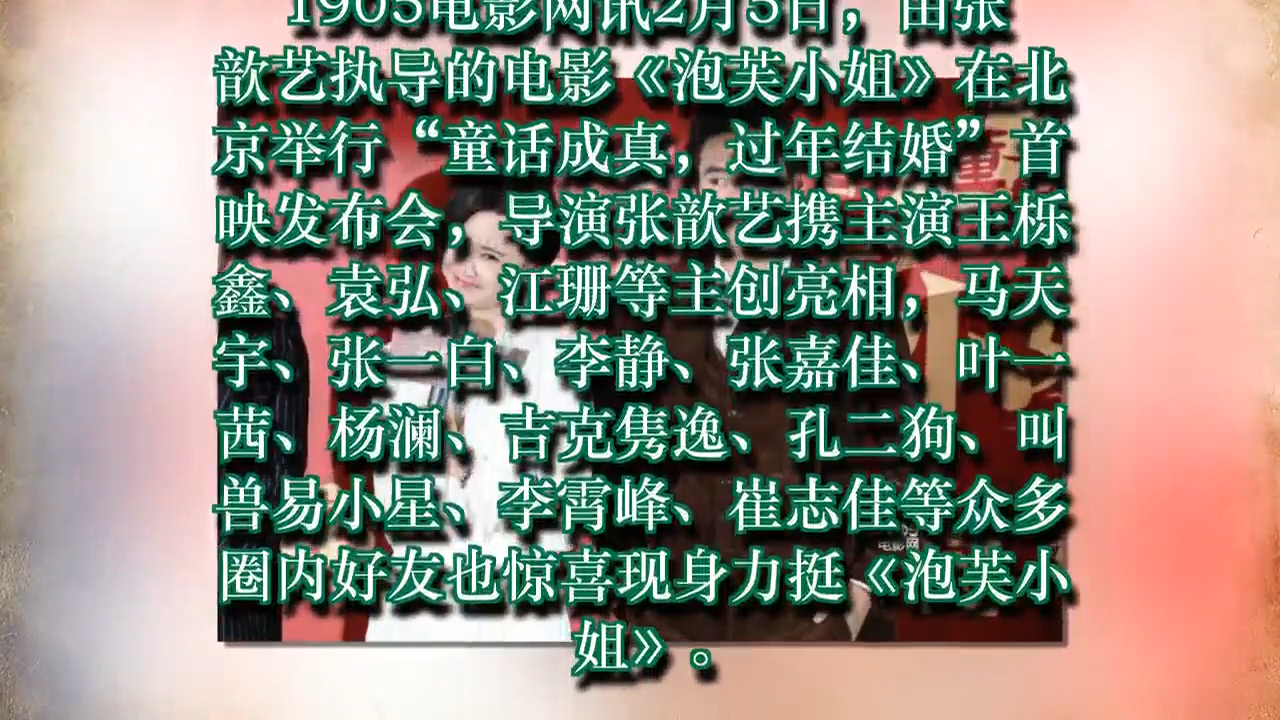 1905电影网讯2月5日，由张
歆艺执导的电影《泡芙小姐》在北
京举行“童话成真，过年结婚”首
映发布会，导演张歆艺携主演王栎
鑫、袁弘、江珊等主创亮相，马天
宇、张一白、李静、张嘉佳、叶一
茜、杨澜、吉克隽逸、孔二狗、叫
兽易小星、李霄峰、崔志佳等众多
圈内好友也惊喜现身力挺《泡芙小
姐》。
电影网